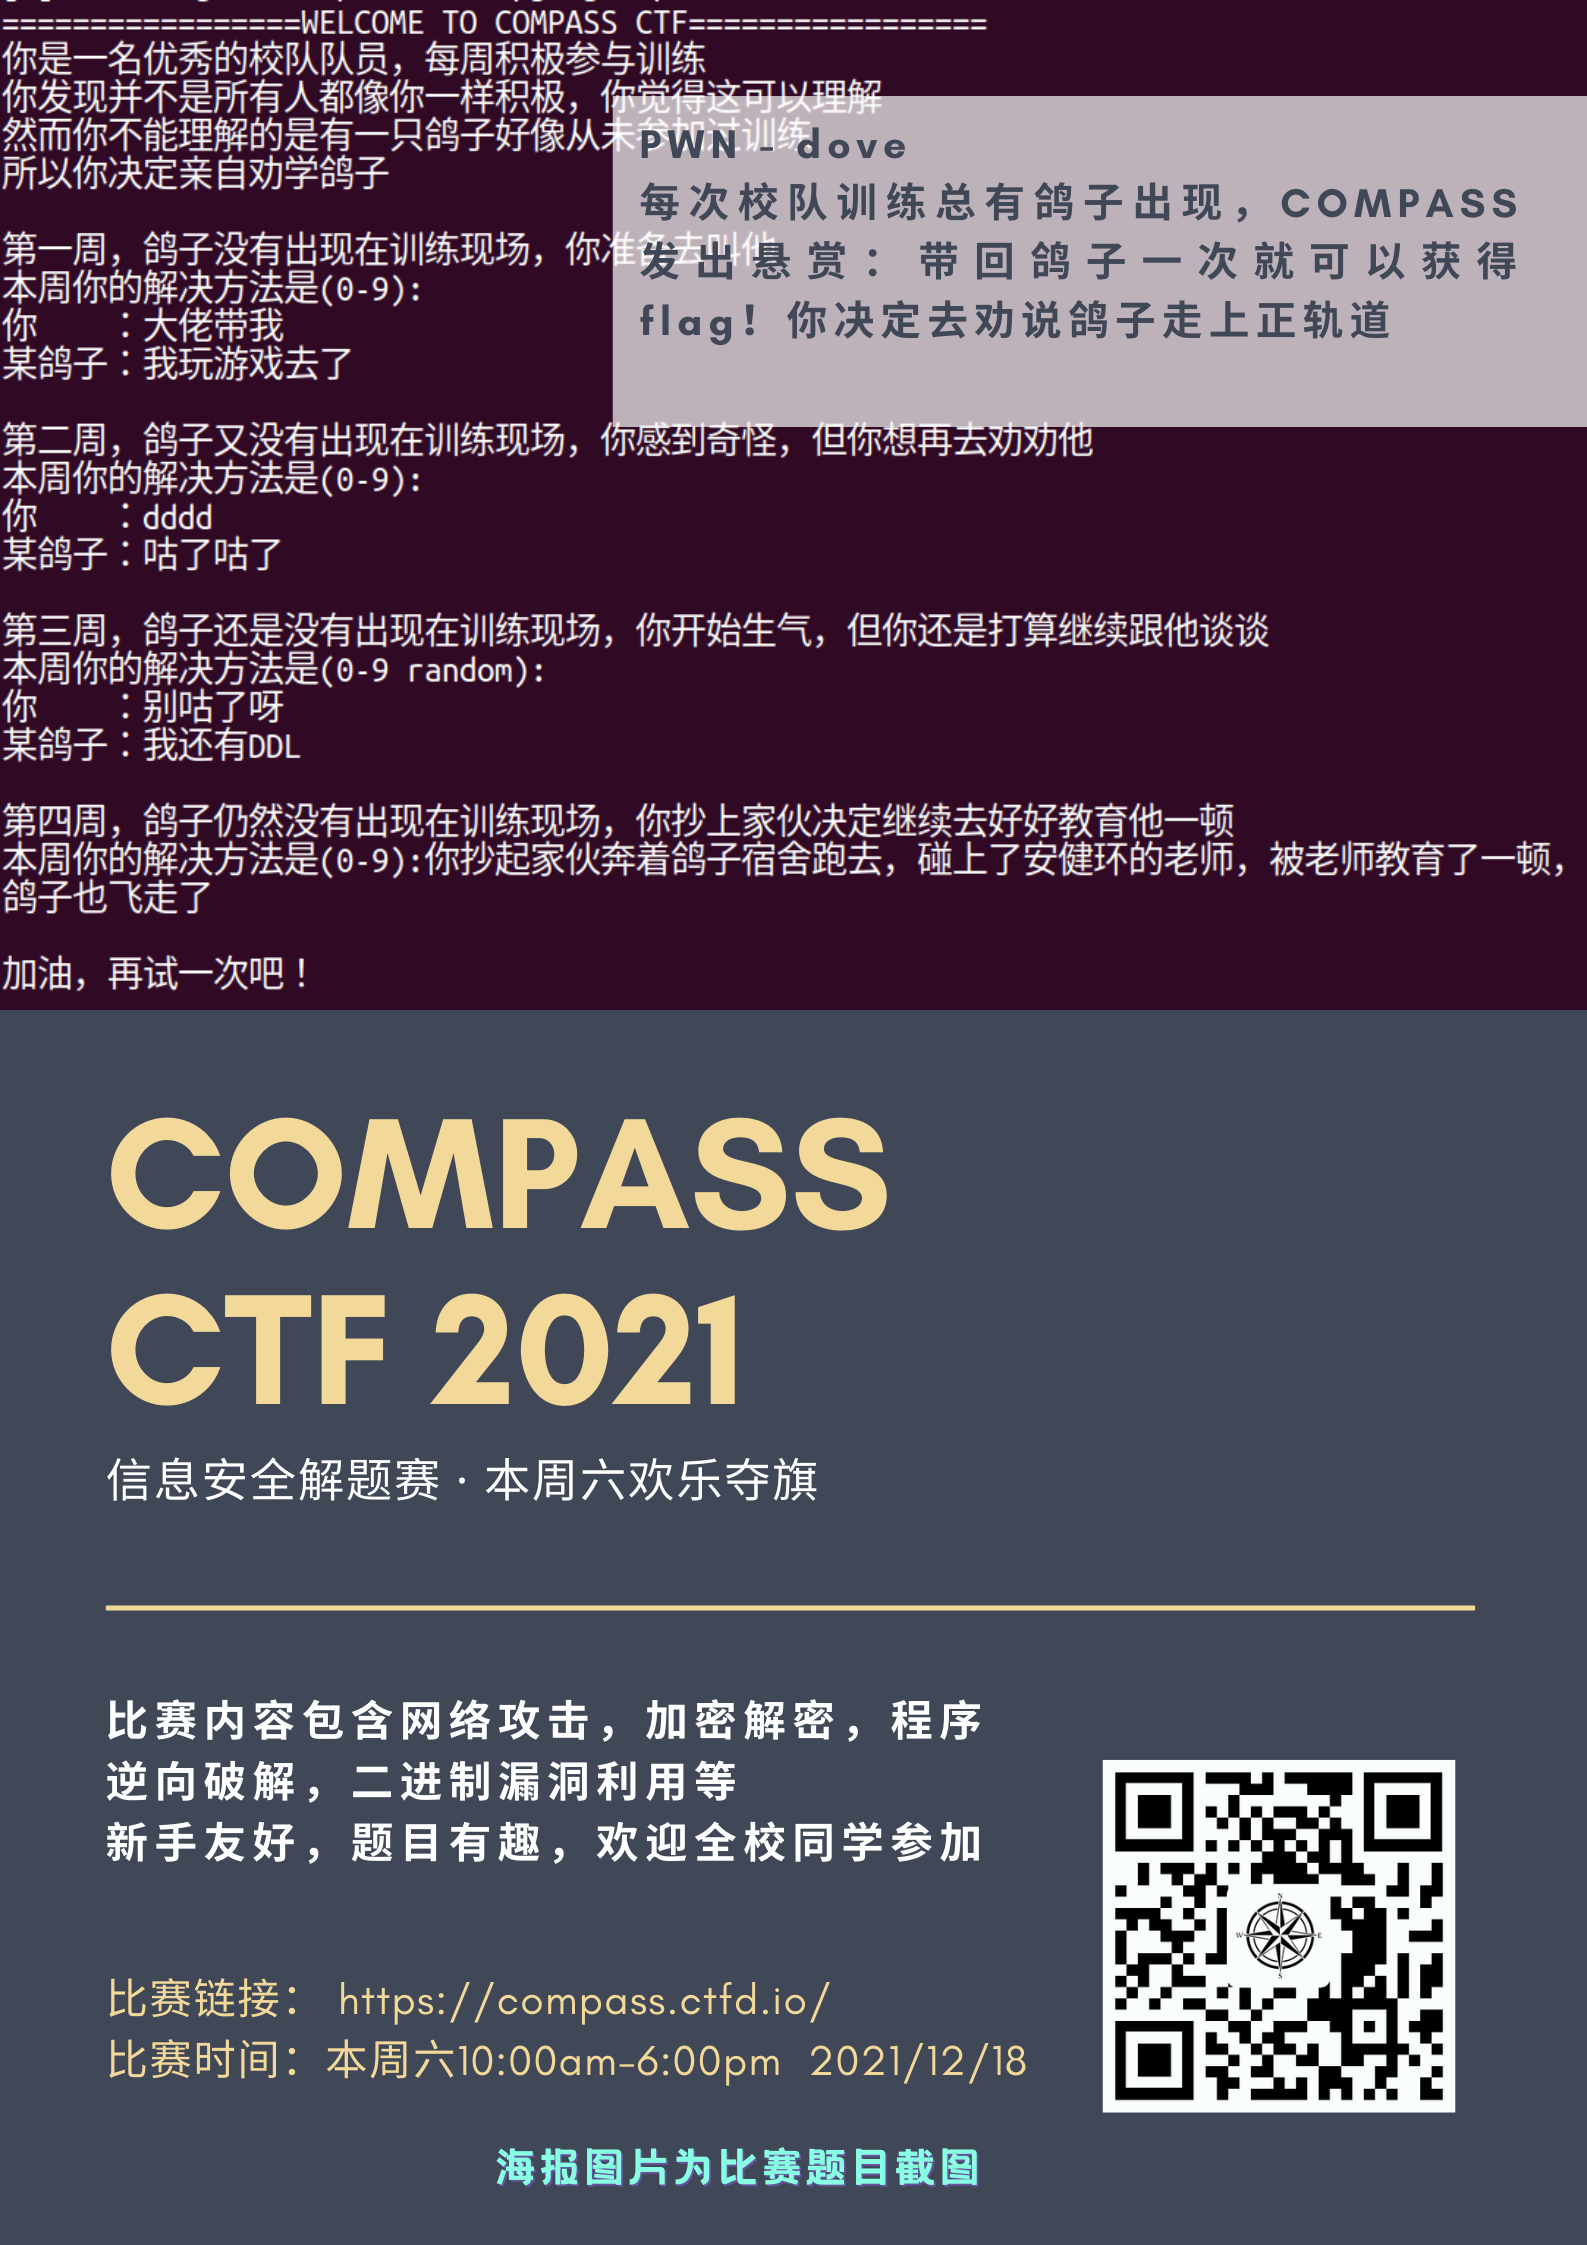 =================WELCOME TO COMPASS CTF=================
你是一名优秀的校队队员，每周积极参与训练
你发现并不是所有人都像你一样积极，你觉得这可以理解
然而你不能理解的是有一只鸽子好像从未参加过训练
所以你决定亲自劝学鸽子
PWN - dove
每次校队训练总有鸽子出现，COMPASS
发出悬赏：带回鸽子一次就可以获得
flag！你决定去劝说鸽子走上正轨道
第一周，鸽子没有出现在训练现场，你准备去叫他
本周你的解决方法是(0-9):
你　　：大佬带我
某鸽子：我玩游戏去了
第二周，鸽子又没有出现在训练现场，你感到奇怪，但你想再去劝劝他
本周你的解决方法是(0-9):
你　　：dddd
某鸽子：咕了咕了
第三周，鸽子还是没有出现在训练现场，你开始生气，但你还是打算继续跟他谈谈
本周你的解决方法是(0-9 random):
你　　：别咕了呀
某鸽子：我还有DDL
第四周，鸽子仍然没有出现在训练现场，你抄上家伙决定继续去好好教育他一顿
本周你的解决方法是(0-9):你抄起家伙奔着鸽子宿舍跑去，碰上了安健环的老师，被老师教育了一顿，
鸽子也飞走了
加油，再试一次吧！
COMPASS
CTF 2021
信息安全解题赛 · 本周六欢乐夺旗
比赛内容包含网络攻击，加密解密，程序
逆向破解，二进制漏洞利用等
新手友好，题目有趣，欢迎全校同学参加
N
W
E
S
比赛链接： https://compass.ctfd.io/
比赛时间：本周六10:00am-6:00pm 2021/12/18
海报图片为比赛题目截图